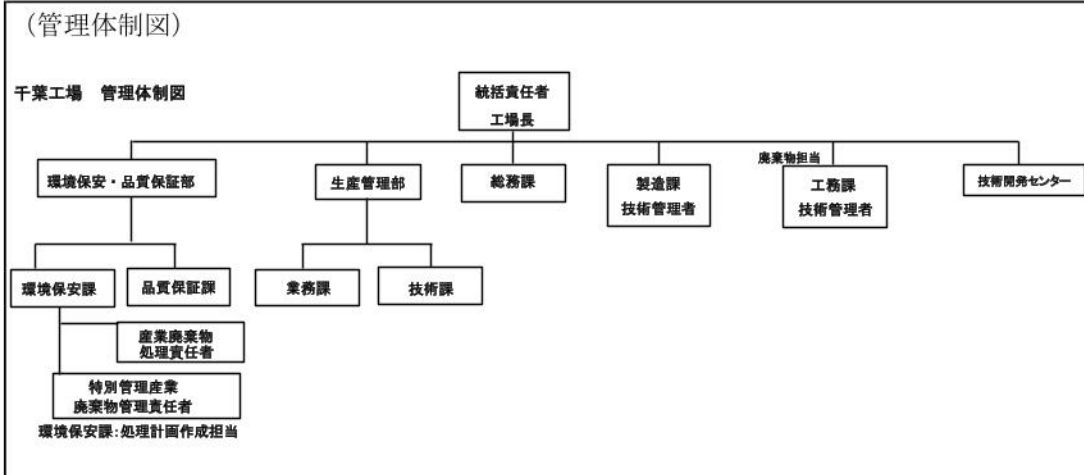 （管理体制図）
千葉工場　管理体制図
統括責任者
工場長
環境保安・品質保証部
生産管理部
総務課
製造課
技術管理者
廃棄物担当
工務課
技術管理者
技術開発センター
環境保安課
品質保証課
業務課
技術課
産業廃棄物
処理責任者
特別管理産業
廃棄物管理責任者
環境保安課：処理計画作成担当